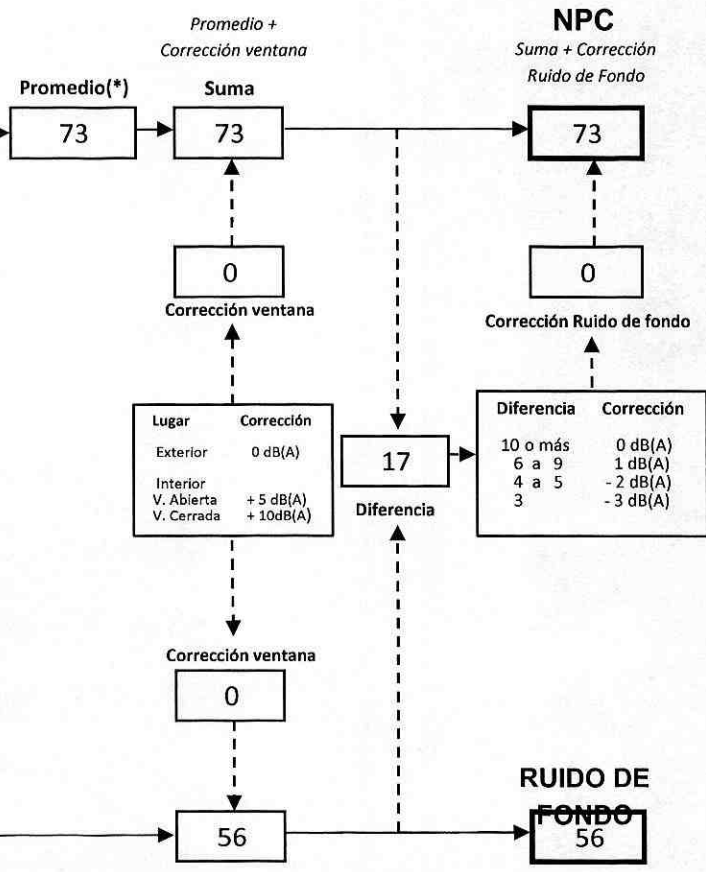 Promedio +
Corrección ventana
NPC
Suma + Corrección
Ruido de Fondo
Promedio(*)
Suma
73
73
73
0
0
Corrección ventana
Corrección Ruido de fondo
Lugar Corrección
Exterior 0 dB(A)
Interior
V. Abierta + 5 dB(A)
V. Cerrada + 10dB(A)
17
Diferencia
Diferencia Corrección
10 o más 0 dB(A)
6 a 9 1 dB(A)
4 a 5 - 2 dB(A)
3 - 3 dB(A)
Corrección ventana
0
RUIDO DE
FONDO
56
56